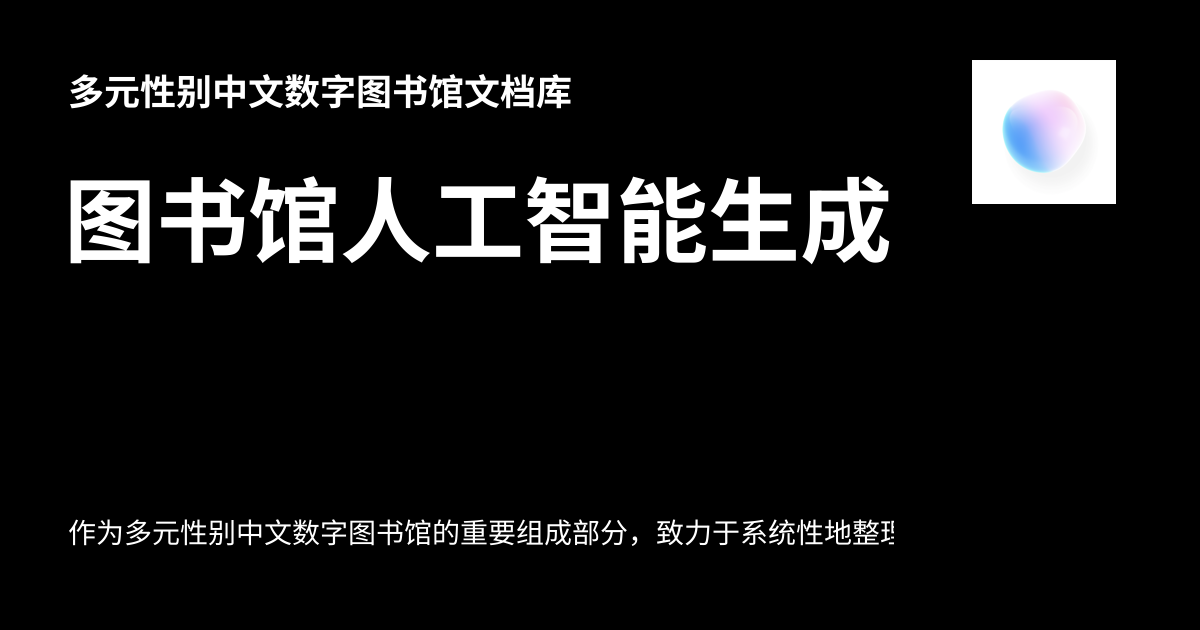 多元性别中文数字图书馆文档库
图书馆人工智能生成
作为多元性别中文数字图书馆的重要组成部分，致力于系统性地整理